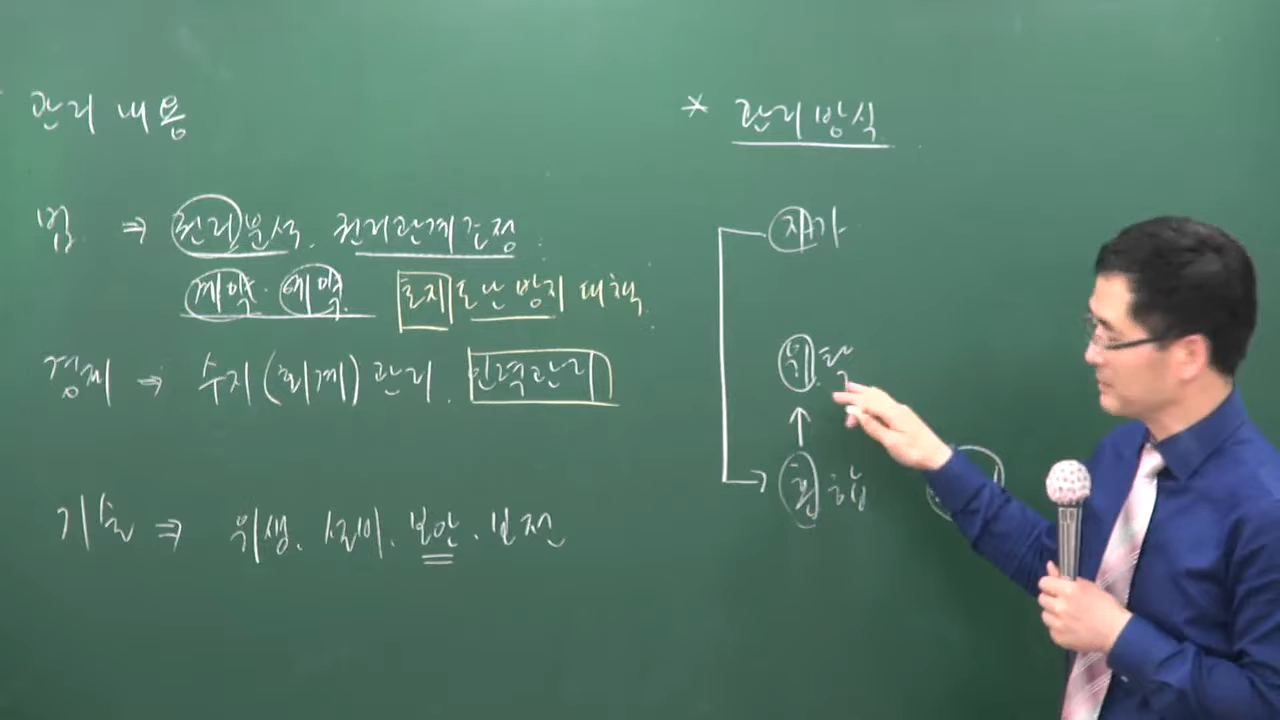 관리 내용
법 ⇒ 권리분석. 권리관계조정
계약. 예약. 토지 도난 방지 대책
경제 ⇒ 수지(회계) 관리. 인력관리
기술 ⇒ 위생. 설비. 보안. 보전
* 관리방식
자가
위탁
↑
혼합